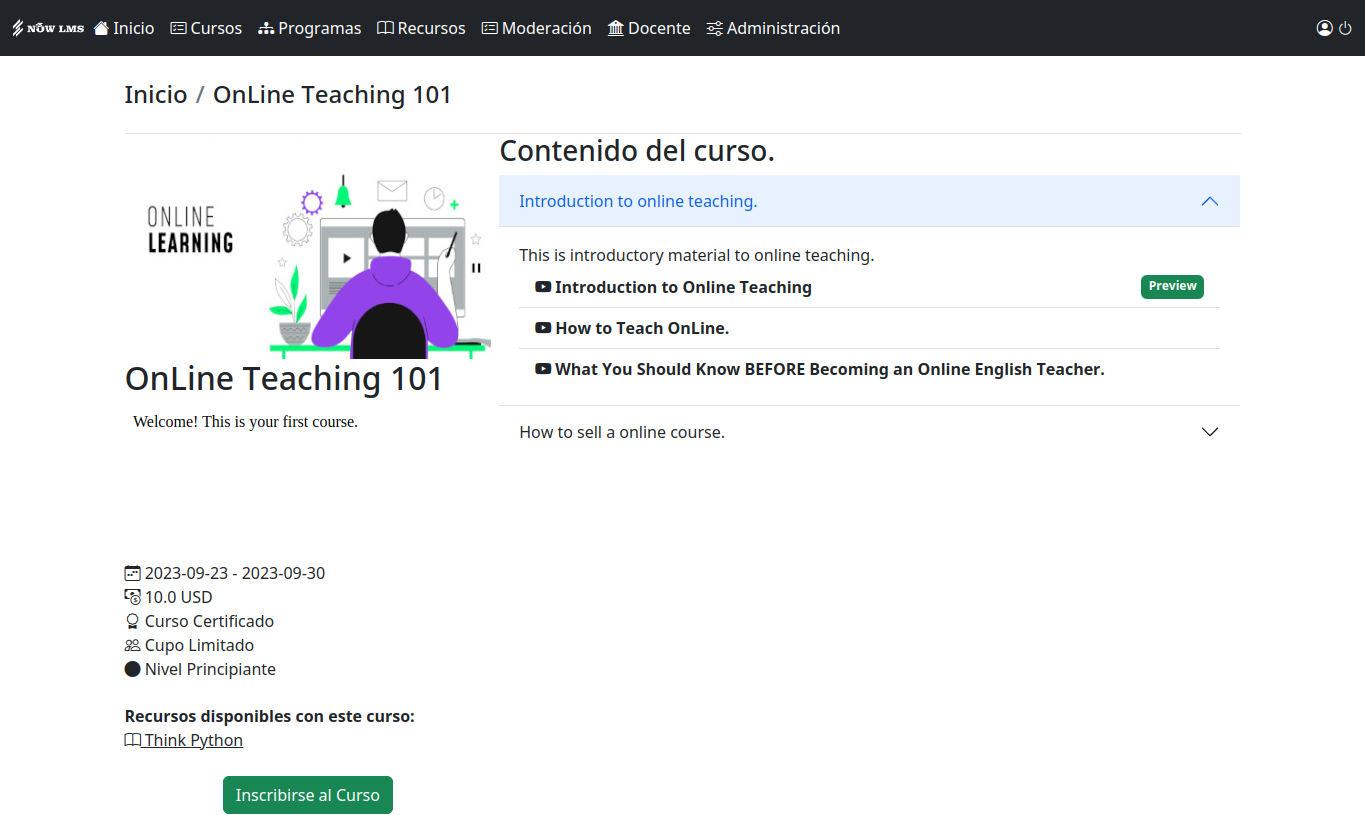 NOW LMS Inicio Cursos Programas Recursos Moderación Docente Administración
Inicio / OnLine Teaching 101
ONLINE
LEARNING
OnLine Teaching 101
Welcome! This is your first course.
2023-09-23 - 2023-09-30
10.0 USD
Curso Certificado
Cupo Limitado
Nivel Principiante
Recursos disponibles con este curso:
Think Python
Inscribirse al Curso
Contenido del curso.
Introduction to online teaching.
This is introductory material to online teaching.
Introduction to Online Teaching Preview
How to Teach OnLine.
What You Should Know BEFORE Becoming an Online English Teacher.
How to sell a online course.